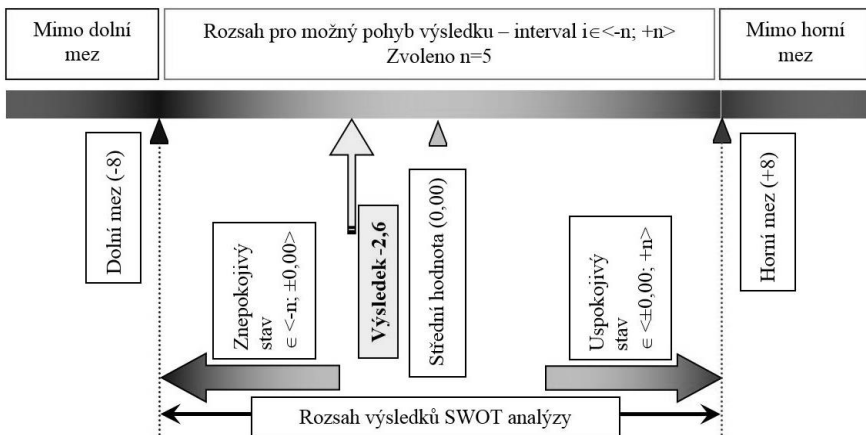 Mimo dolní
mez
Rozsah pro možný pohyb výsledku – interval i∈<-n; +n>
Zvoleno n=5
Mimo horní
mez
Dolní mez (-8)
Znepokojivý
stav
∈ <-n; ±0,00>
Výsledek -2,6
Střední hodnota (0,00)
Uspokojivý
stav
∈ <±0,00; +n>
Horní mez (+8)
Rozsah výsledků SWOT analýzy